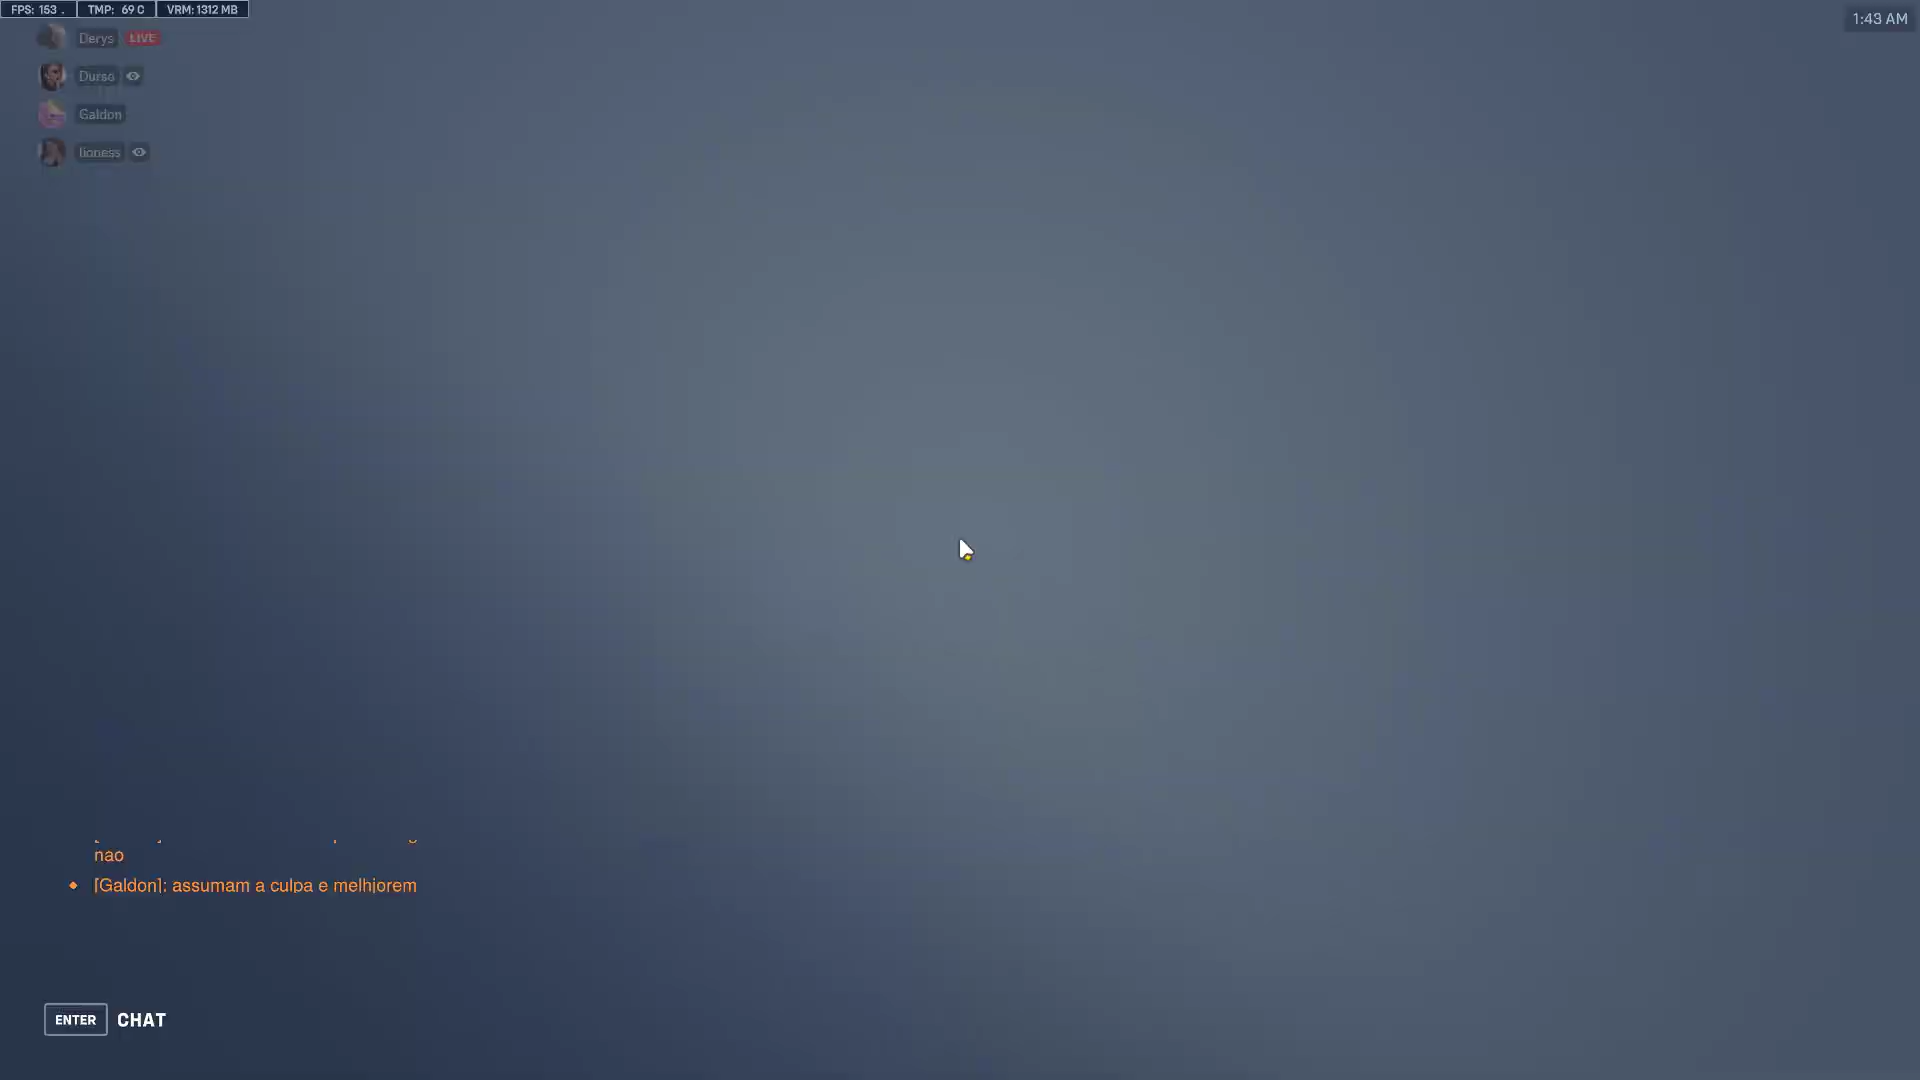 FPS: 153 . TMP: 69 C VRM: 1312 MB
1:43 AM
Derys LIVE
Durso
Galdon
lioness
nao
[Galdon]: assumam a culpa e melhiorem
ENTER CHAT